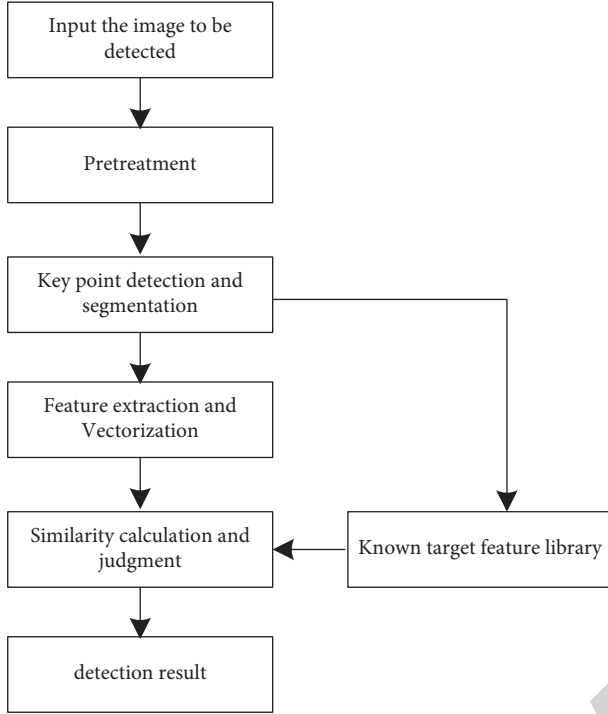 Input the image to be
detected
Pretreatment
Key point detection and
segmentation
Feature extraction and
Vectorization
Similarity calculation and
judgment
Known target feature library
detection result